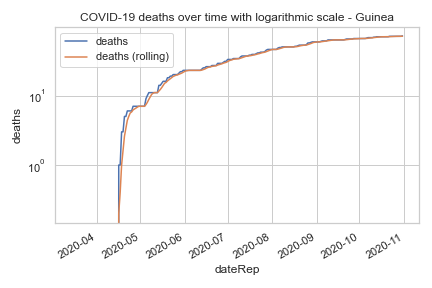 COVID-19 deaths over time with logarithmic scale - Guinea
deaths
deaths (rolling)
10¹
10⁰
deaths
2020-04
2020-05
2020-06
2020-07
2020-08
2020-09
2020-10
2020-11
dateRep